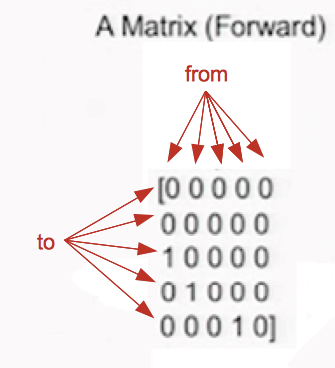 A Matrix (Forward)
from
to
[0 0 0 0 0
0 0 0 0 0
1 0 0 0 0
0 1 0 0 0
0 0 0 1 0]